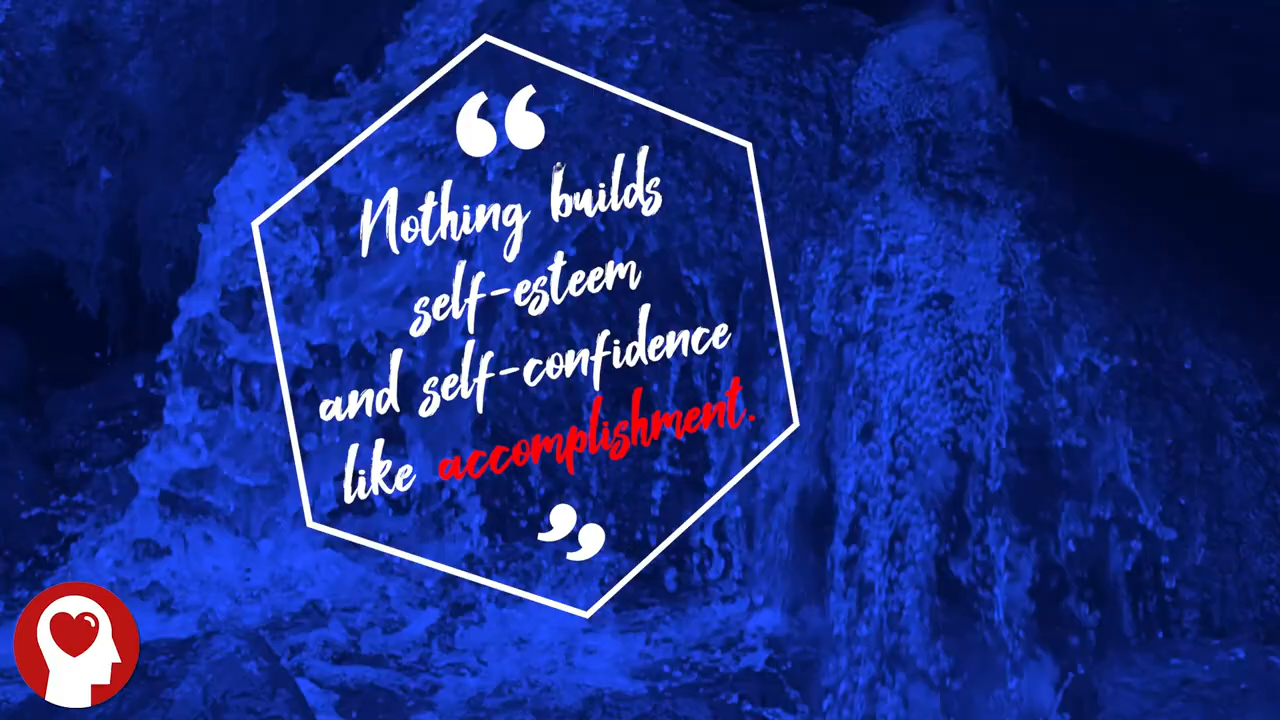 “
Nothing builds
self-esteem
and self-confidence
like accomplishment.
”